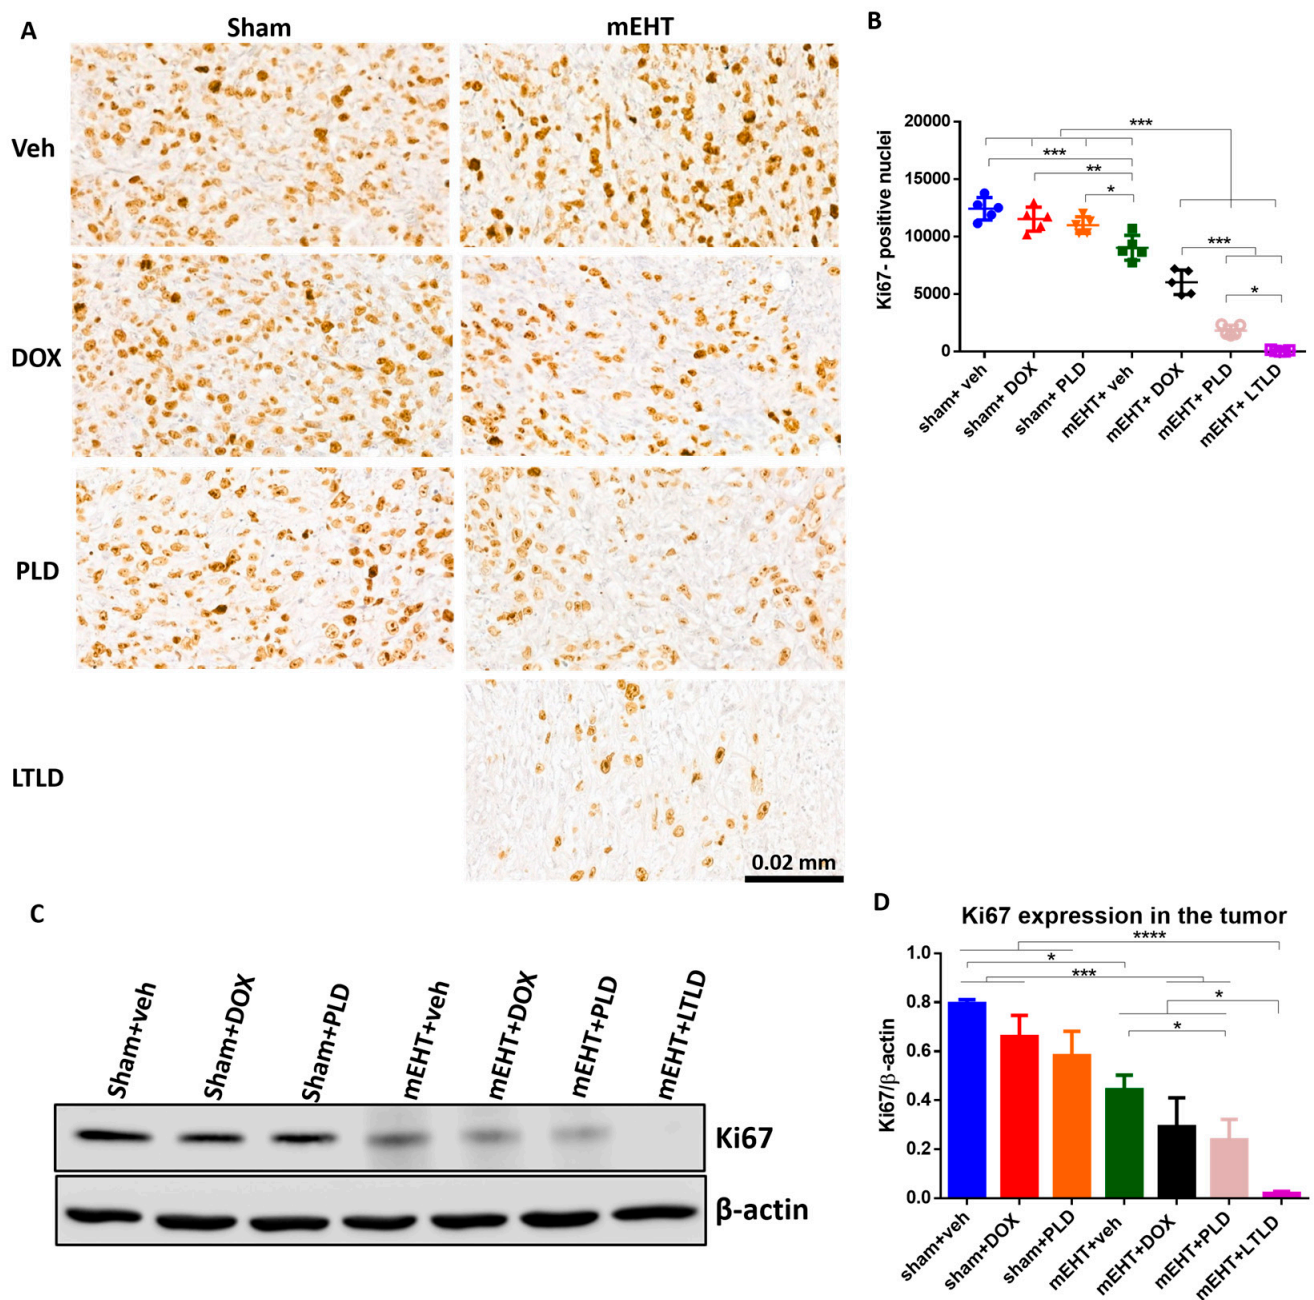 A
Sham
mEHT
Veh
DOX
PLD
LTLD
0.02 mm
B
Ki67- positive nuclei
20000
15000
10000
5000
0
***
***
**
*
***
*
sham+ veh
sham+ DOX
sham+ PLD
mEHT+ veh
mEHT+ DOX
mEHT+ PLD
mEHT+ LTLD
C
Sham+veh
Sham+DOX
Sham+PLD
mEHT+veh
mEHT+DOX
mEHT+PLD
mEHT+LTLD
Ki67
β-actin
D
Ki67 expression in the tumor
Ki67/β-actin
1.0
0.8
0.6
0.4
0.2
0.0
****
*
***
*
*
sham+veh
sham+DOX
sham+PLD
mEHT+veh
mEHT+DOX
mEHT+PLD
mEHT+LTLD